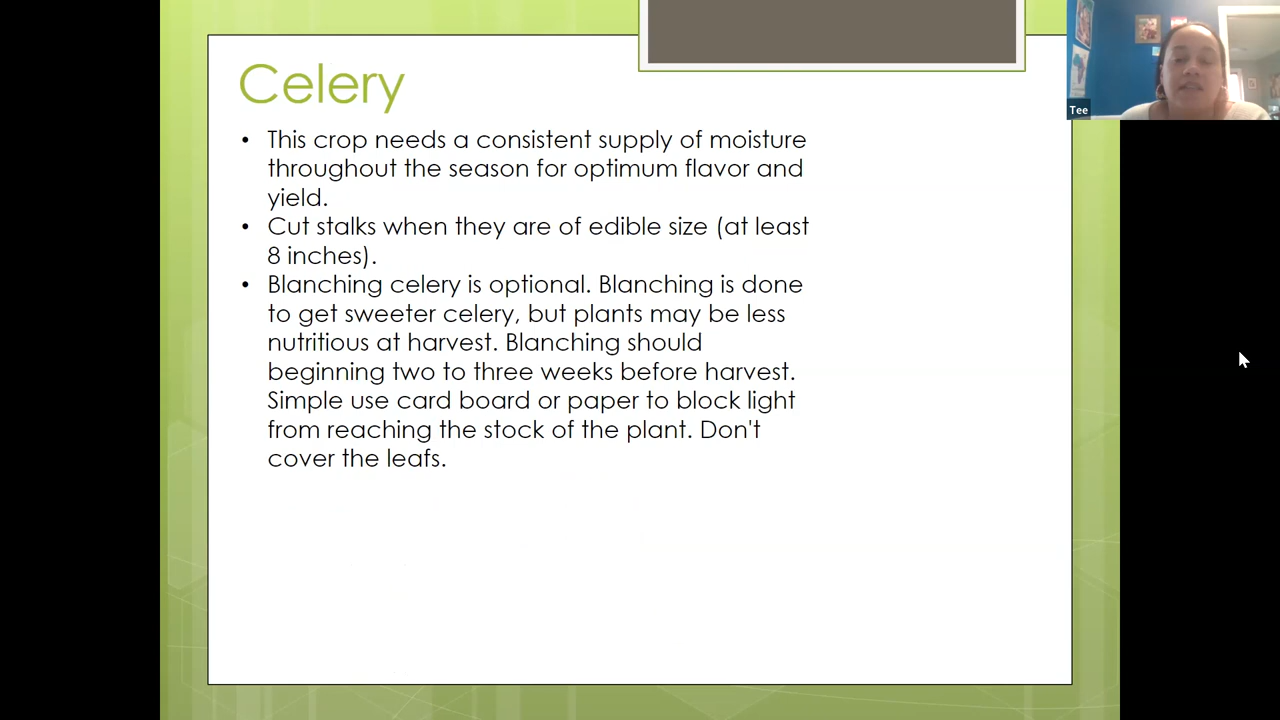 Celery
• This crop needs a consistent supply of moisture
throughout the season for optimum flavor and
yield.
• Cut stalks when they are of edible size (at least
8 inches).
• Blanching celery is optional. Blanching is done
to get sweeter celery, but plants may be less
nutritious at harvest. Blanching should
beginning two to three weeks before harvest.
Simple use card board or paper to block light
from reaching the stock of the plant. Don't
cover the leafs.
Tee